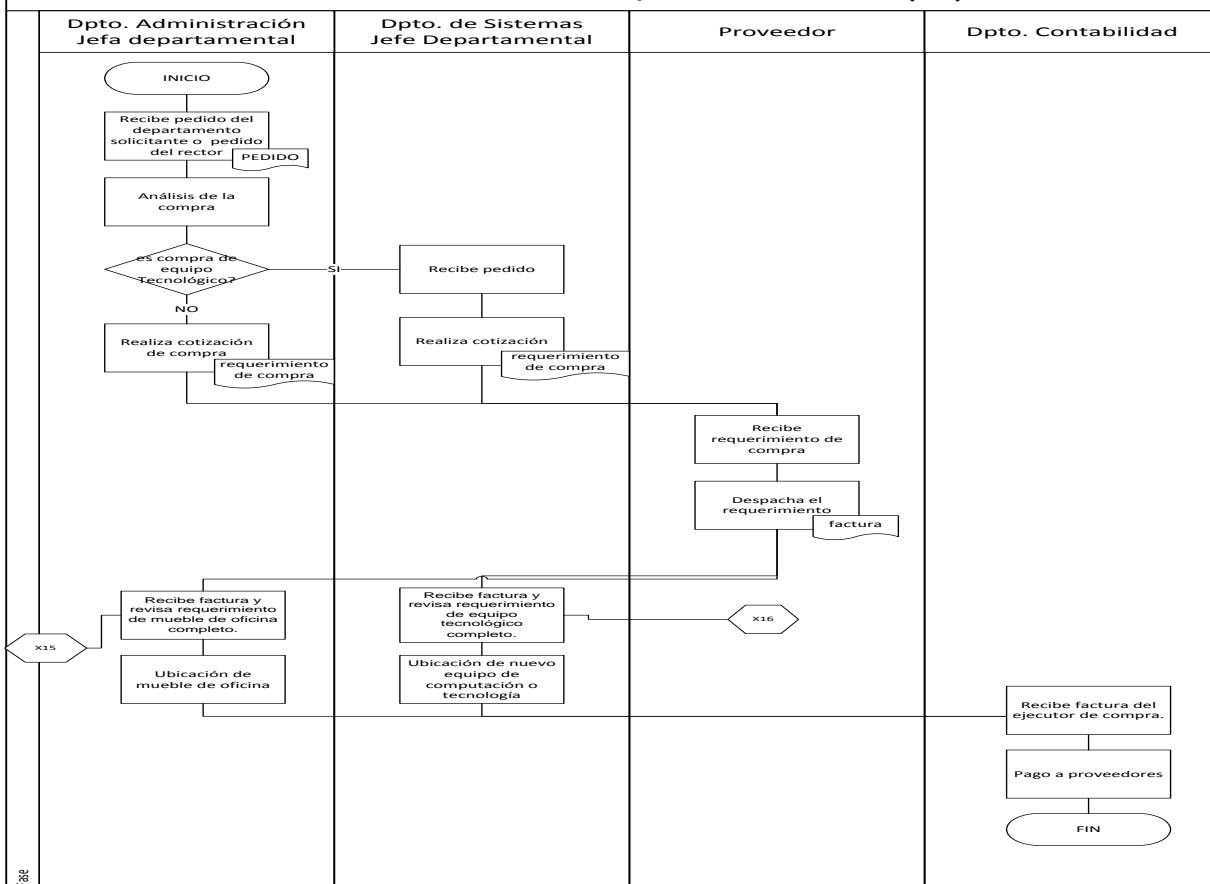 Dpto. Administración
Jefa departamental
Dpto. de Sistemas
Jefe Departamental
Proveedor
Dpto. Contabilidad
INICIO
Recibe pedido del
departamento
solicitante o pedido
del rector
PEDIDO
Análisis de la
compra
es compra de
equipo
Tecnológico?
SI
Recibe pedido
NO
Realiza cotización
de compra
requerimiento
de compra
Realiza cotización
requerimiento
de compra
Recibe
requerimiento de
compra
Despacha el
requerimiento
factura
Recibe factura y
revisa requerimiento
de mueble de oficina
completo.
Recibe factura y
revisa requerimiento
de equipo
tecnológico
completo.
X16
X15
Ubicación de
mueble de oficina
Ubicación de nuevo
equipo de
computación o
tecnología
Recibe factura del
ejecutor de compra.
Pago a proveedores
FIN